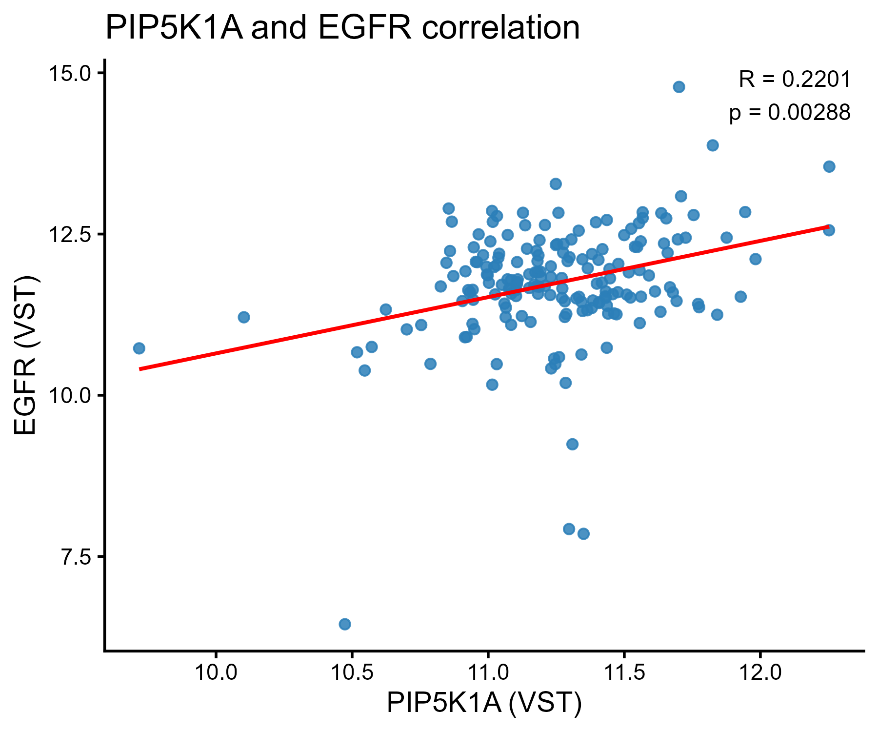 PIP5K1A and EGFR correlation
R = 0.2201
p = 0.00288
15.0
12.5
10.0
7.5
EGFR (VST)
10.0 10.5 11.0 11.5 12.0
PIP5K1A (VST)